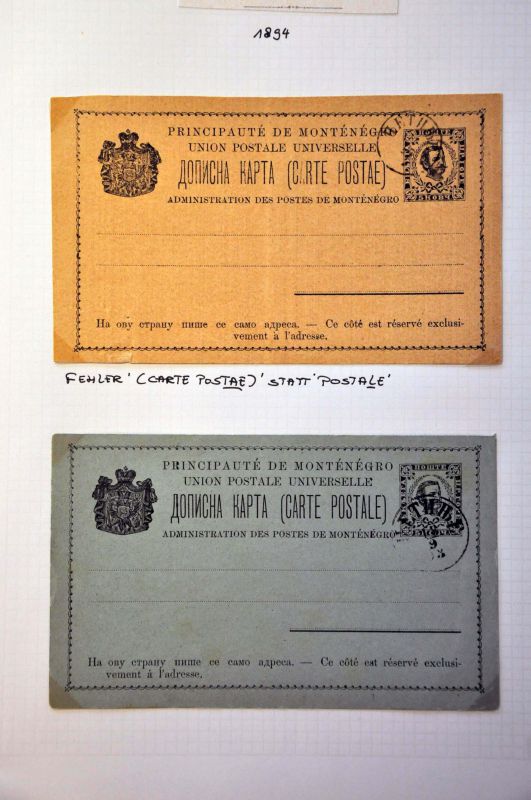 1894
PRINCIPAUTÉ DE MONTÉNÉGRO
UNION POSTALE UNIVERSELLE
ДОПИСНА КАРТА (CARTE POSTAE)
ADMINISTRATION DES POSTES DE MONTÉNÉGRO
На ову страну пише се само адреса. — Ce côté est réservé exclusi-
vement à l'adresse.
FEHLER '(CARTE POSTAE)' STATT 'POSTALE'
PRINCIPAUTÉ DE MONTÉNÉGRO
UNION POSTALE UNIVERSELLE
ДОПИСНА КАРТА (CARTE POSTALE)
ADMINISTRATION DES POSTES DE MONTÉNÉGRO
ПОШТЕ
На ову страну пише се само адреса. — Ce côté est réservé exclusi-
vement à l'adresse.